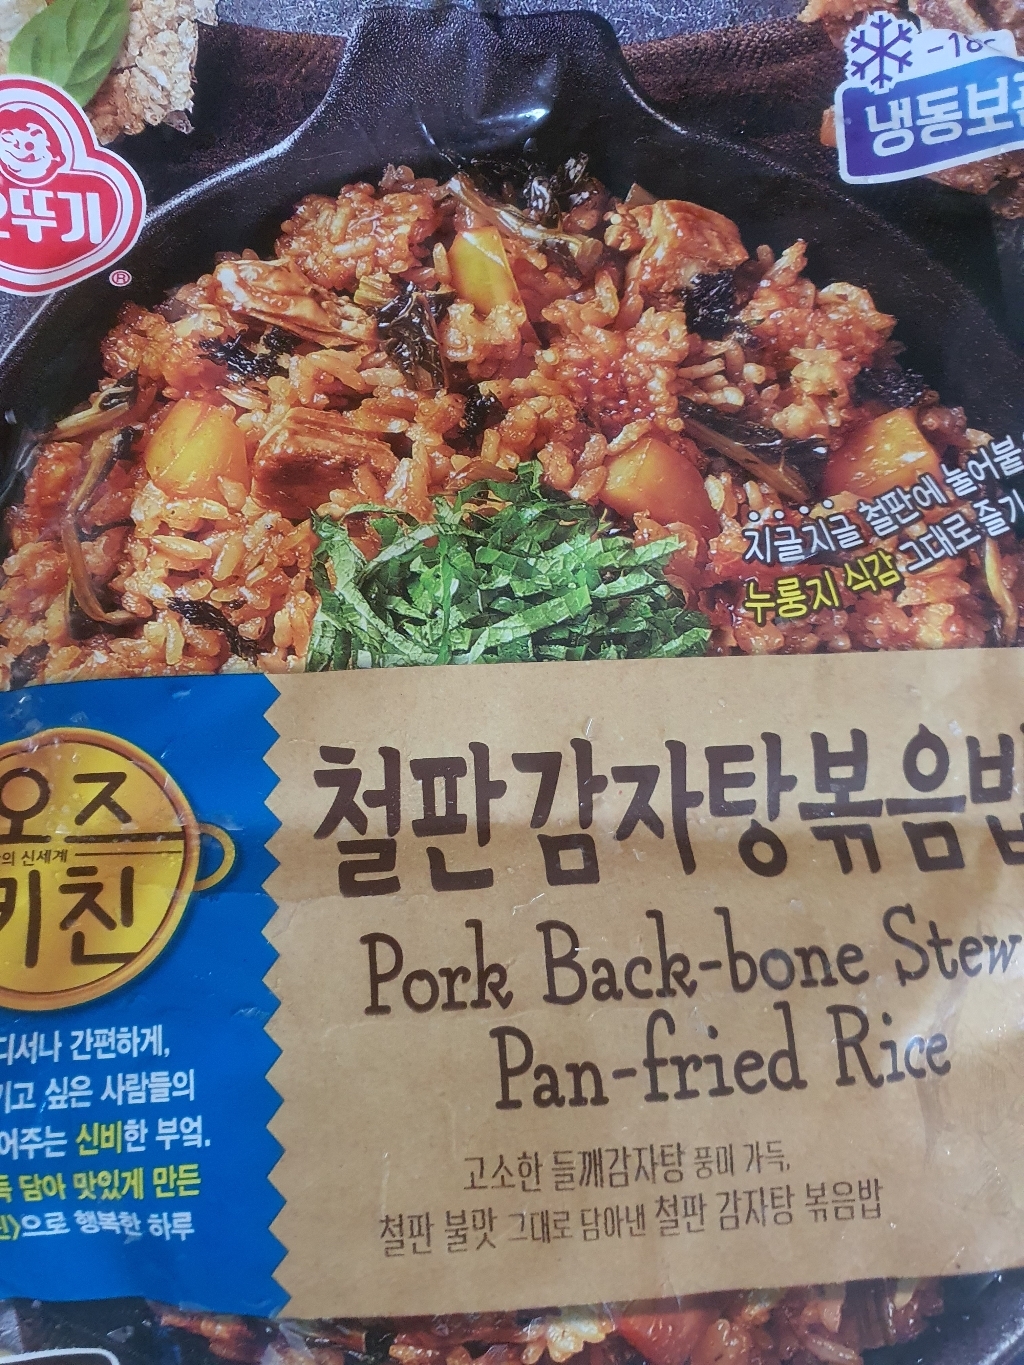 -18
냉동보관
오뚜기
®
지글지글 철판에 눌어붙
누룽지 식감 그대로 즐기
오즈
의 신세계
키친
철판감자탕볶음밥
Pork Back-bone Stew
Pan-fried Rice
디서나 간편하게,
기고 싶은 사람들의
어주는 신비한 부엌.
득 담아 맛있게 만든
으로 행복한 하루
고소한 들깨감자탕 풍미 가득,
철판 불맛 그대로 담아낸 철판 감자탕 볶음밥